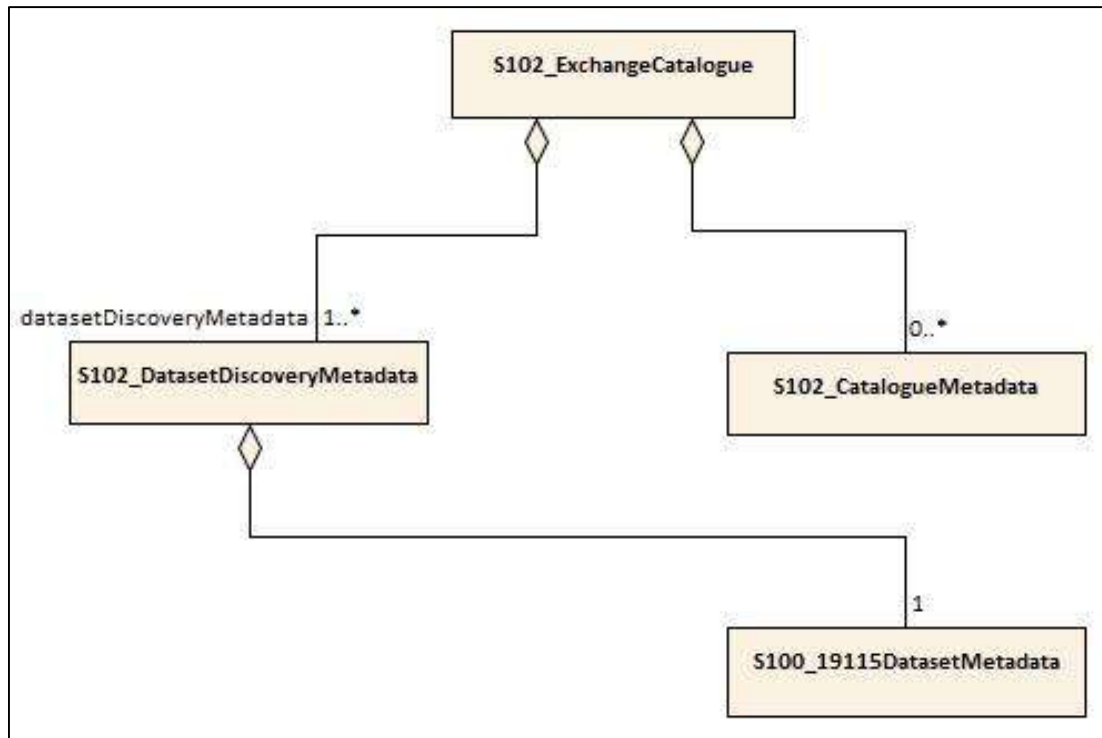 S102_ExchangeCatalogue
datasetDiscoveryMetadata 1..*
S102_DatasetDiscoveryMetadata
0..*
S102_CatalogueMetadata
1
S100_19115DatasetMetadata